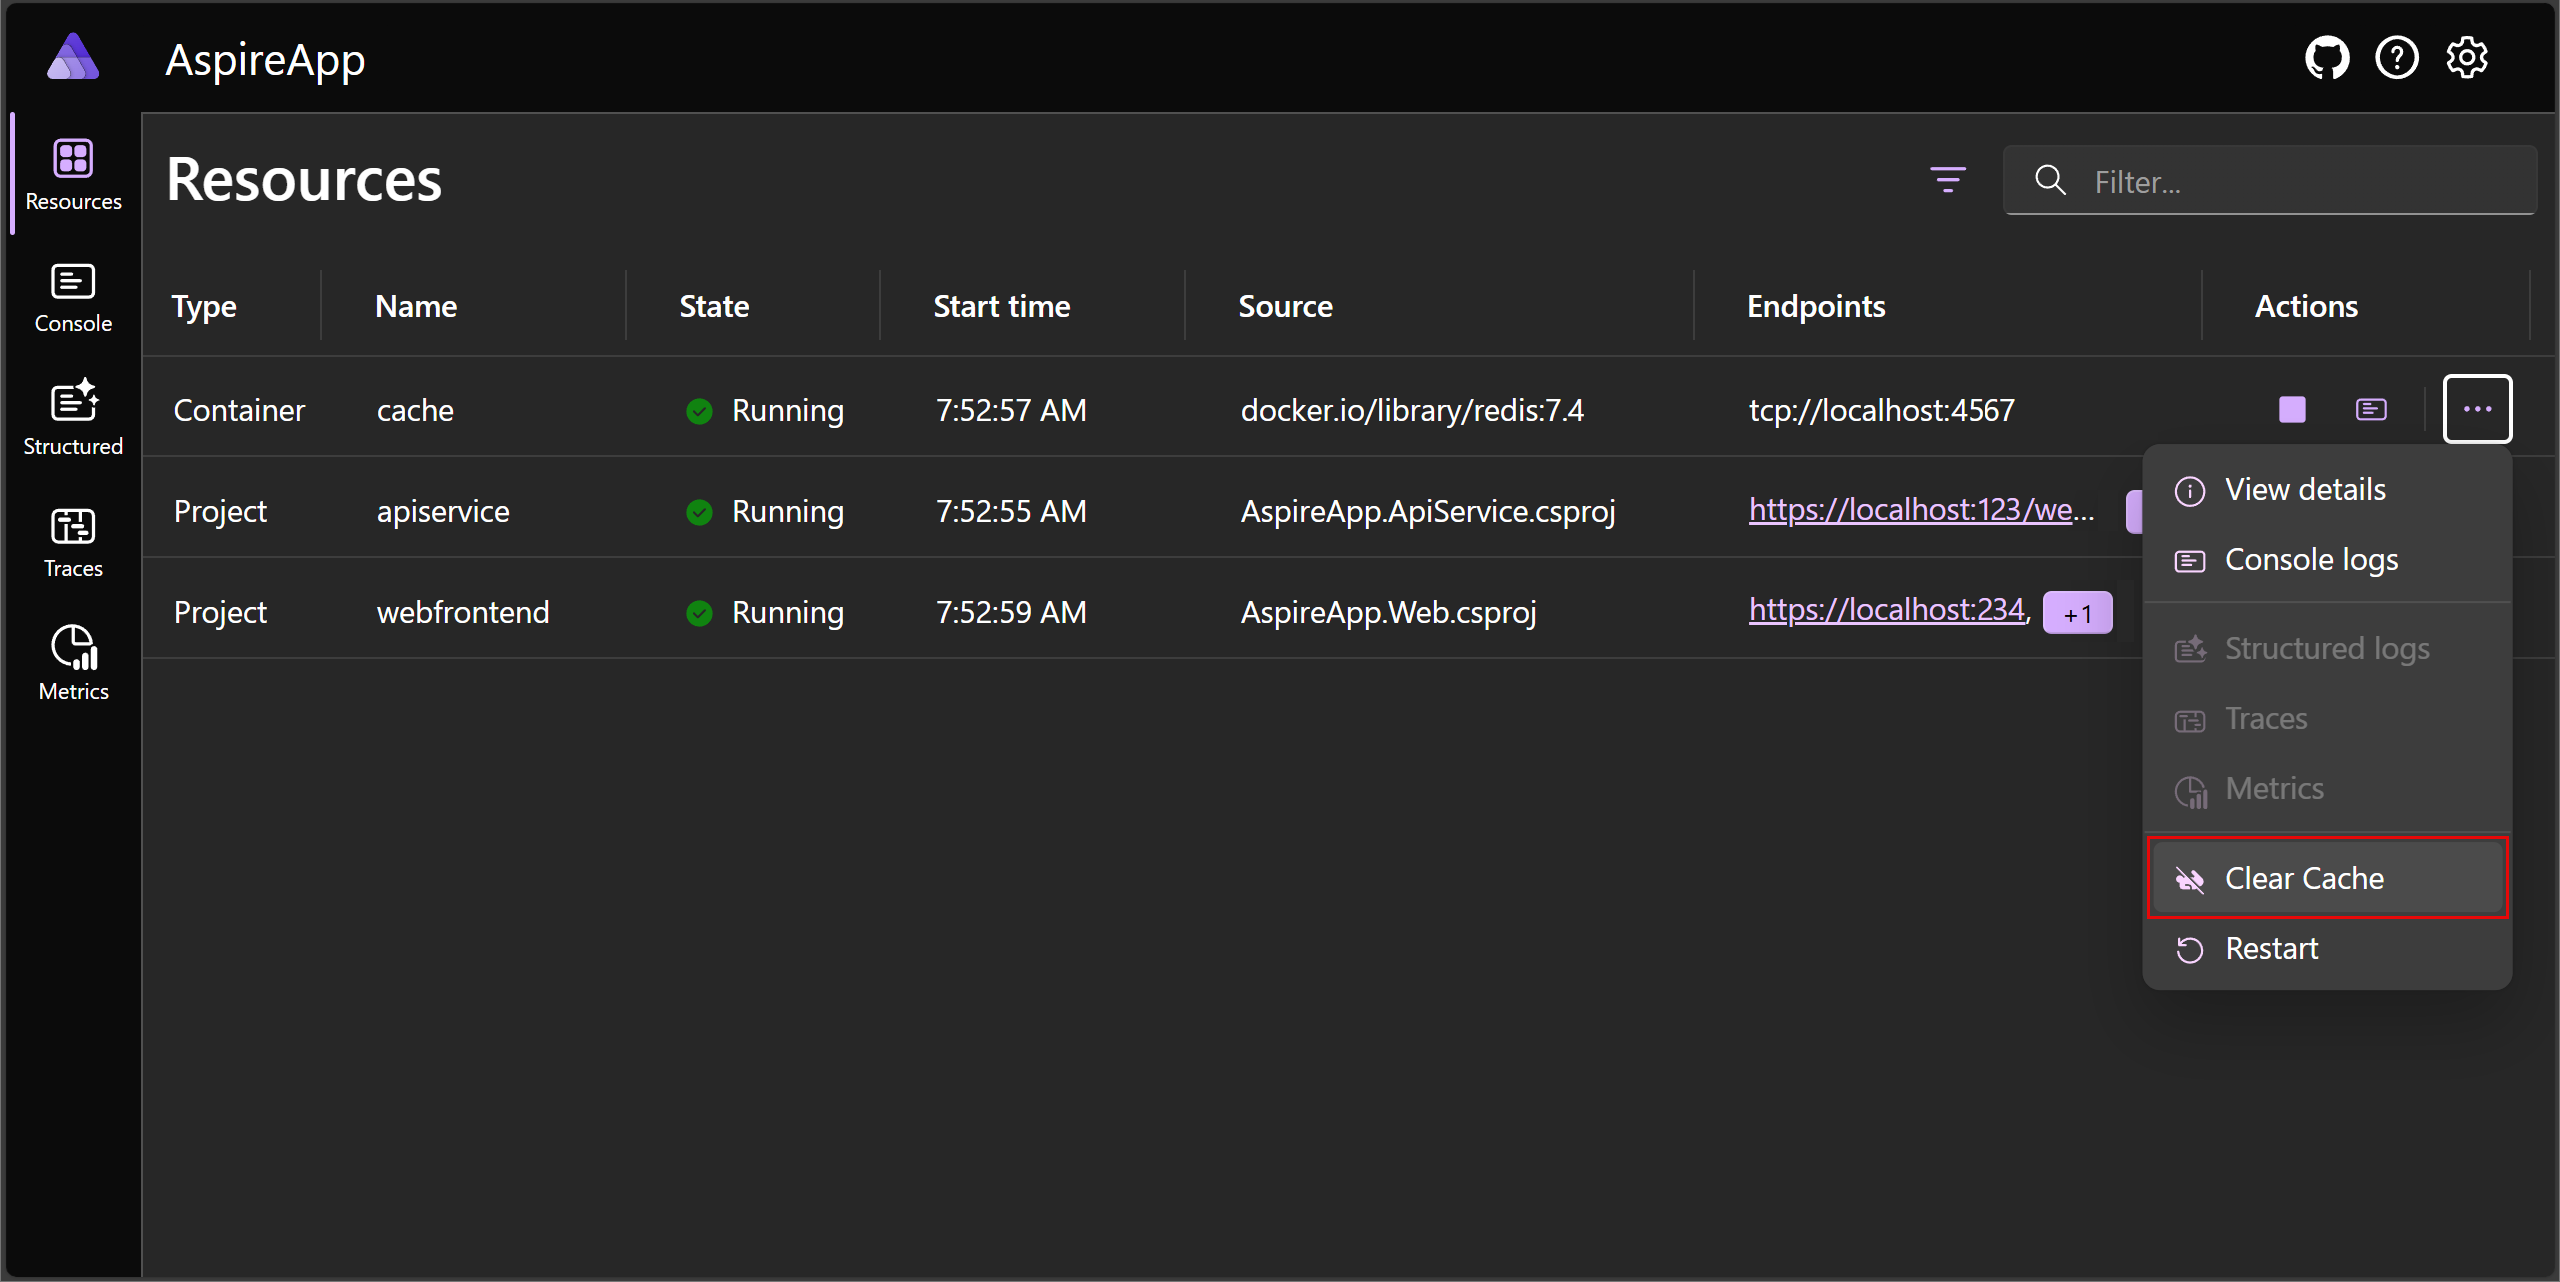 AspireApp
Resources
Console
Structured
Traces
Metrics
Resources
Filter...
Type Name State Start time Source Endpoints Actions
Container cache Running 7:52:57 AM docker.io/library/redis:7.4 tcp://localhost:4567
Project apiservice Running 7:52:55 AM AspireApp.ApiService.csproj https://localhost:123/we...
Project webfrontend Running 7:52:59 AM AspireApp.Web.csproj https://localhost:234, +1
View details
Console logs
Structured logs
Traces
Metrics
Clear Cache
Restart